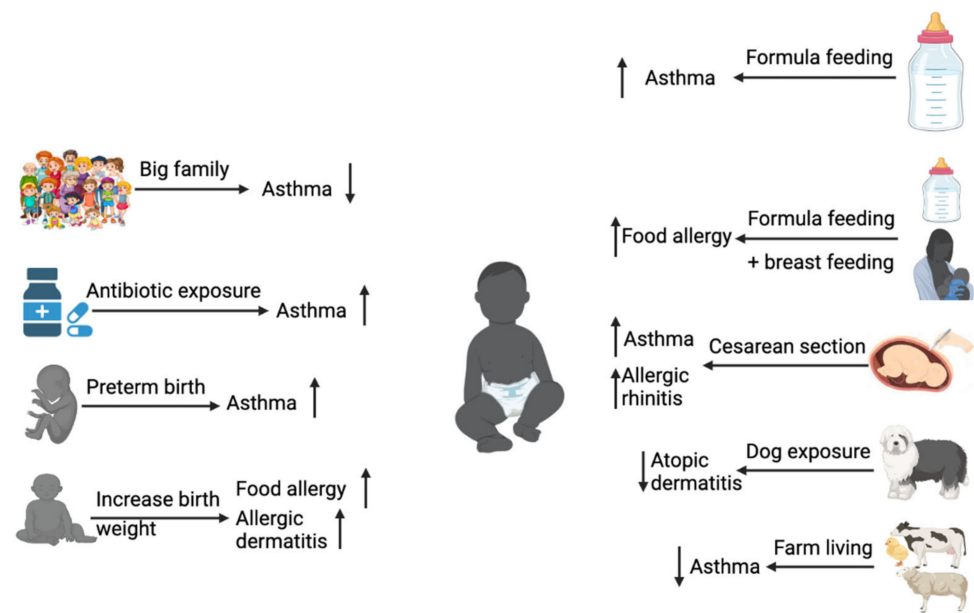 Big family
Asthma
Antibiotic exposure
Asthma
Preterm birth
Asthma
Increase birth
weight
Food allergy
Allergic
dermatitis
Formula feeding
Asthma
Formula feeding
+ breast feeding
Food allergy
Cesarean section
Asthma
Allergic
rhinitis
Dog exposure
Atopic
dermatitis
Farm living
Asthma